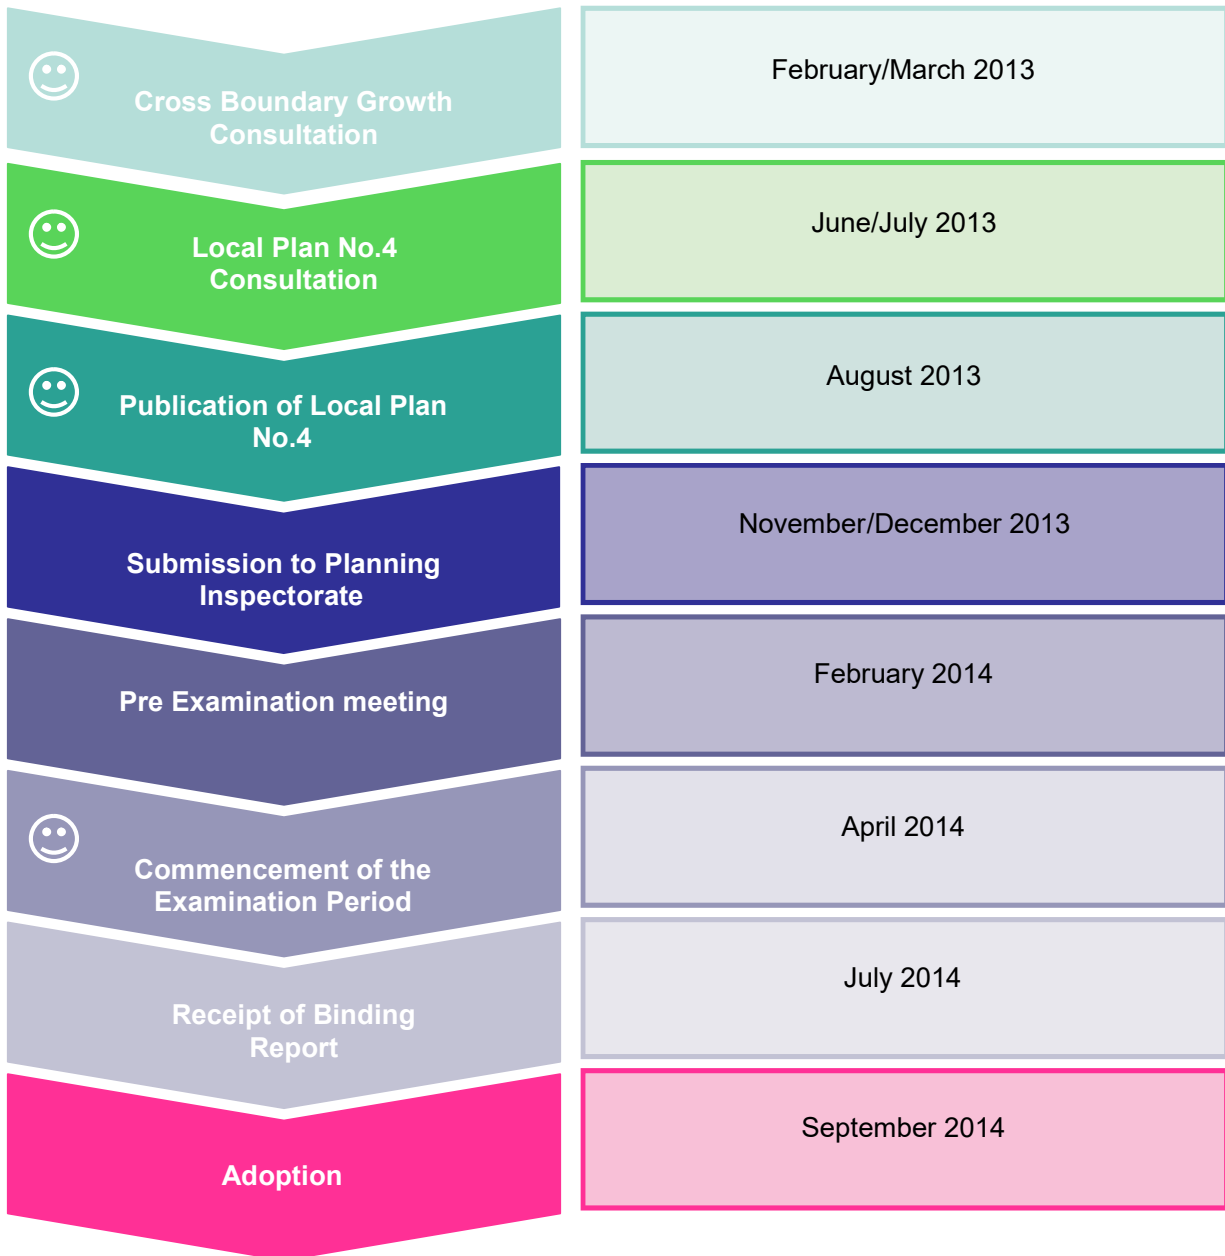 Cross Boundary Growth
Consultation
February/March 2013
Local Plan No.4
Consultation
June/July 2013
Publication of Local Plan
No.4
August 2013
Submission to Planning
Inspectorate
November/December 2013
Pre Examination meeting
February 2014
Commencement of the
Examination Period
April 2014
Receipt of Binding
Report
July 2014
Adoption
September 2014